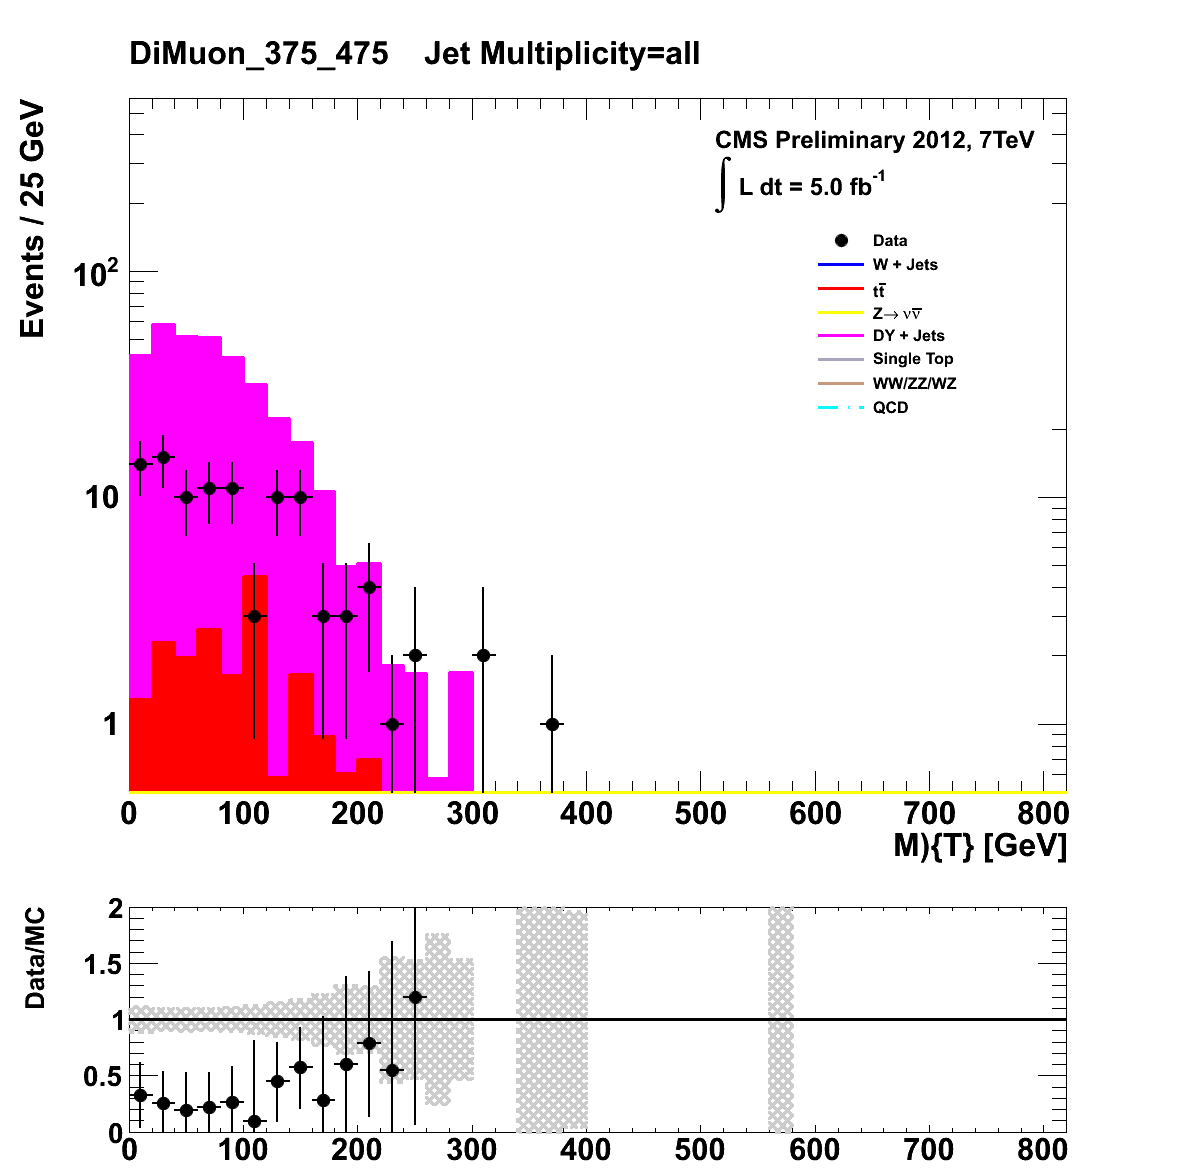 DiMuon_375_475 Jet Multiplicity=all
Events / 25 GeV
CMS Preliminary 2012, 7TeV
∫ L dt = 5.0 fb⁻¹
Data
W + Jets
tt̅
Z→ νν̅
DY + Jets
Single Top
WW/ZZ/WZ
QCD
10²
10
1
0 100 200 300 400 500 600 700 800
M){T} [GeV]
Data/MC
2
1.5
1
0.5
0
0 100 200 300 400 500 600 700 800